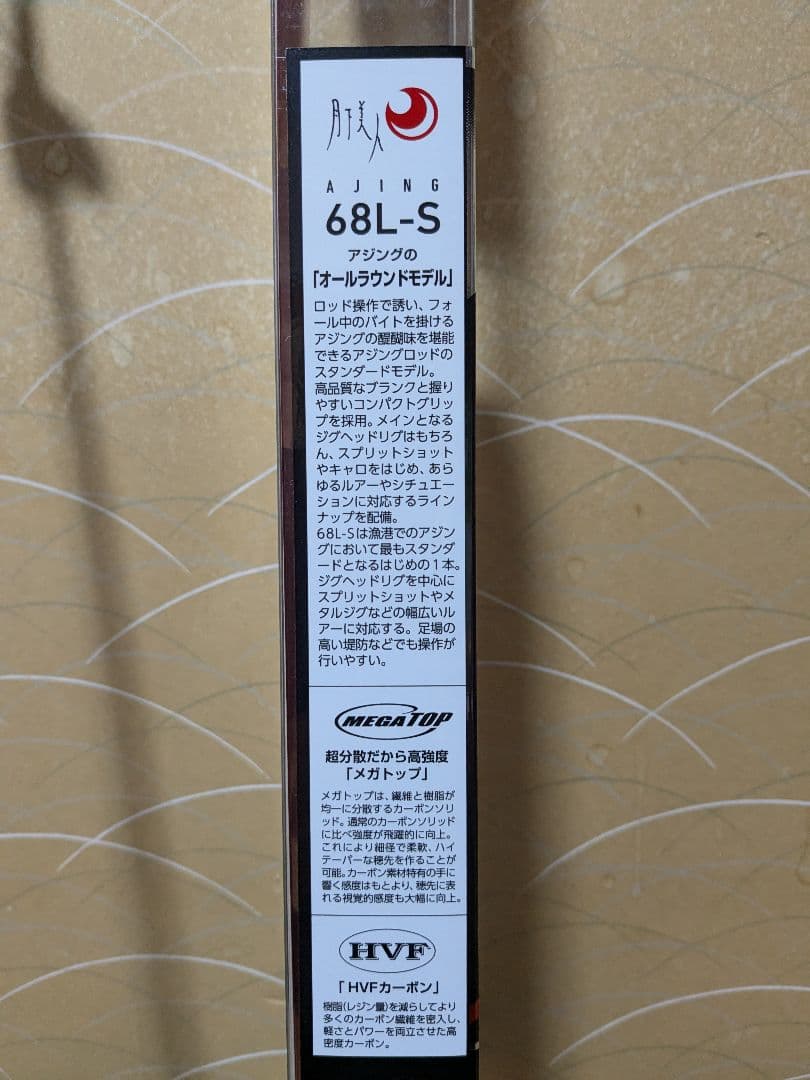 月下美人
AJING
68L-S
アジングの
「オールラウンドモデル」
ロッド操作で誘い、フォ
ール中のバイトを掛ける
アジングの醍醐味を堪能
できるアジングロッドの
スタンダードモデル。
高品質なブランクと握り
やすいコンパクトグリッ
プを採用。メインとなる
ジグヘッドリグはもちろ
ん、スプリットショット
やキャロをはじめ、あら
ゆるルアーやシチュエー
ションに対応するライン
ナップを配備。
68L-Sは漁港でのアジン
グにおいて最もスタンダ
ードとなるはじめの1本。
ジグヘッドリグを中心に
スプリットショットやメ
タルジグなどの幅広いル
アーに対応する。足場の
高い堤防などでも操作が
行いやすい。
MEGATOP
超分散だから高強度
「メガトップ」
メガトップは、繊維と樹脂が
均一に分散するカーボンソリ
ッド。通常のカーボンソリッド
に比べ強度が飛躍的に向上。
これにより細径で柔軟、ハイ
テーパーな穂先を作ることが
可能。カーボン素材特有の手に
響く感度はもとより、穂先に表
れる視覚的感度も大幅に向上。
HVF
「HVFカーボン」
樹脂(レジン量)を減らしてより
多くのカーボン繊維を密入し、
軽さとパワーを両立させた高
密度カーボン。